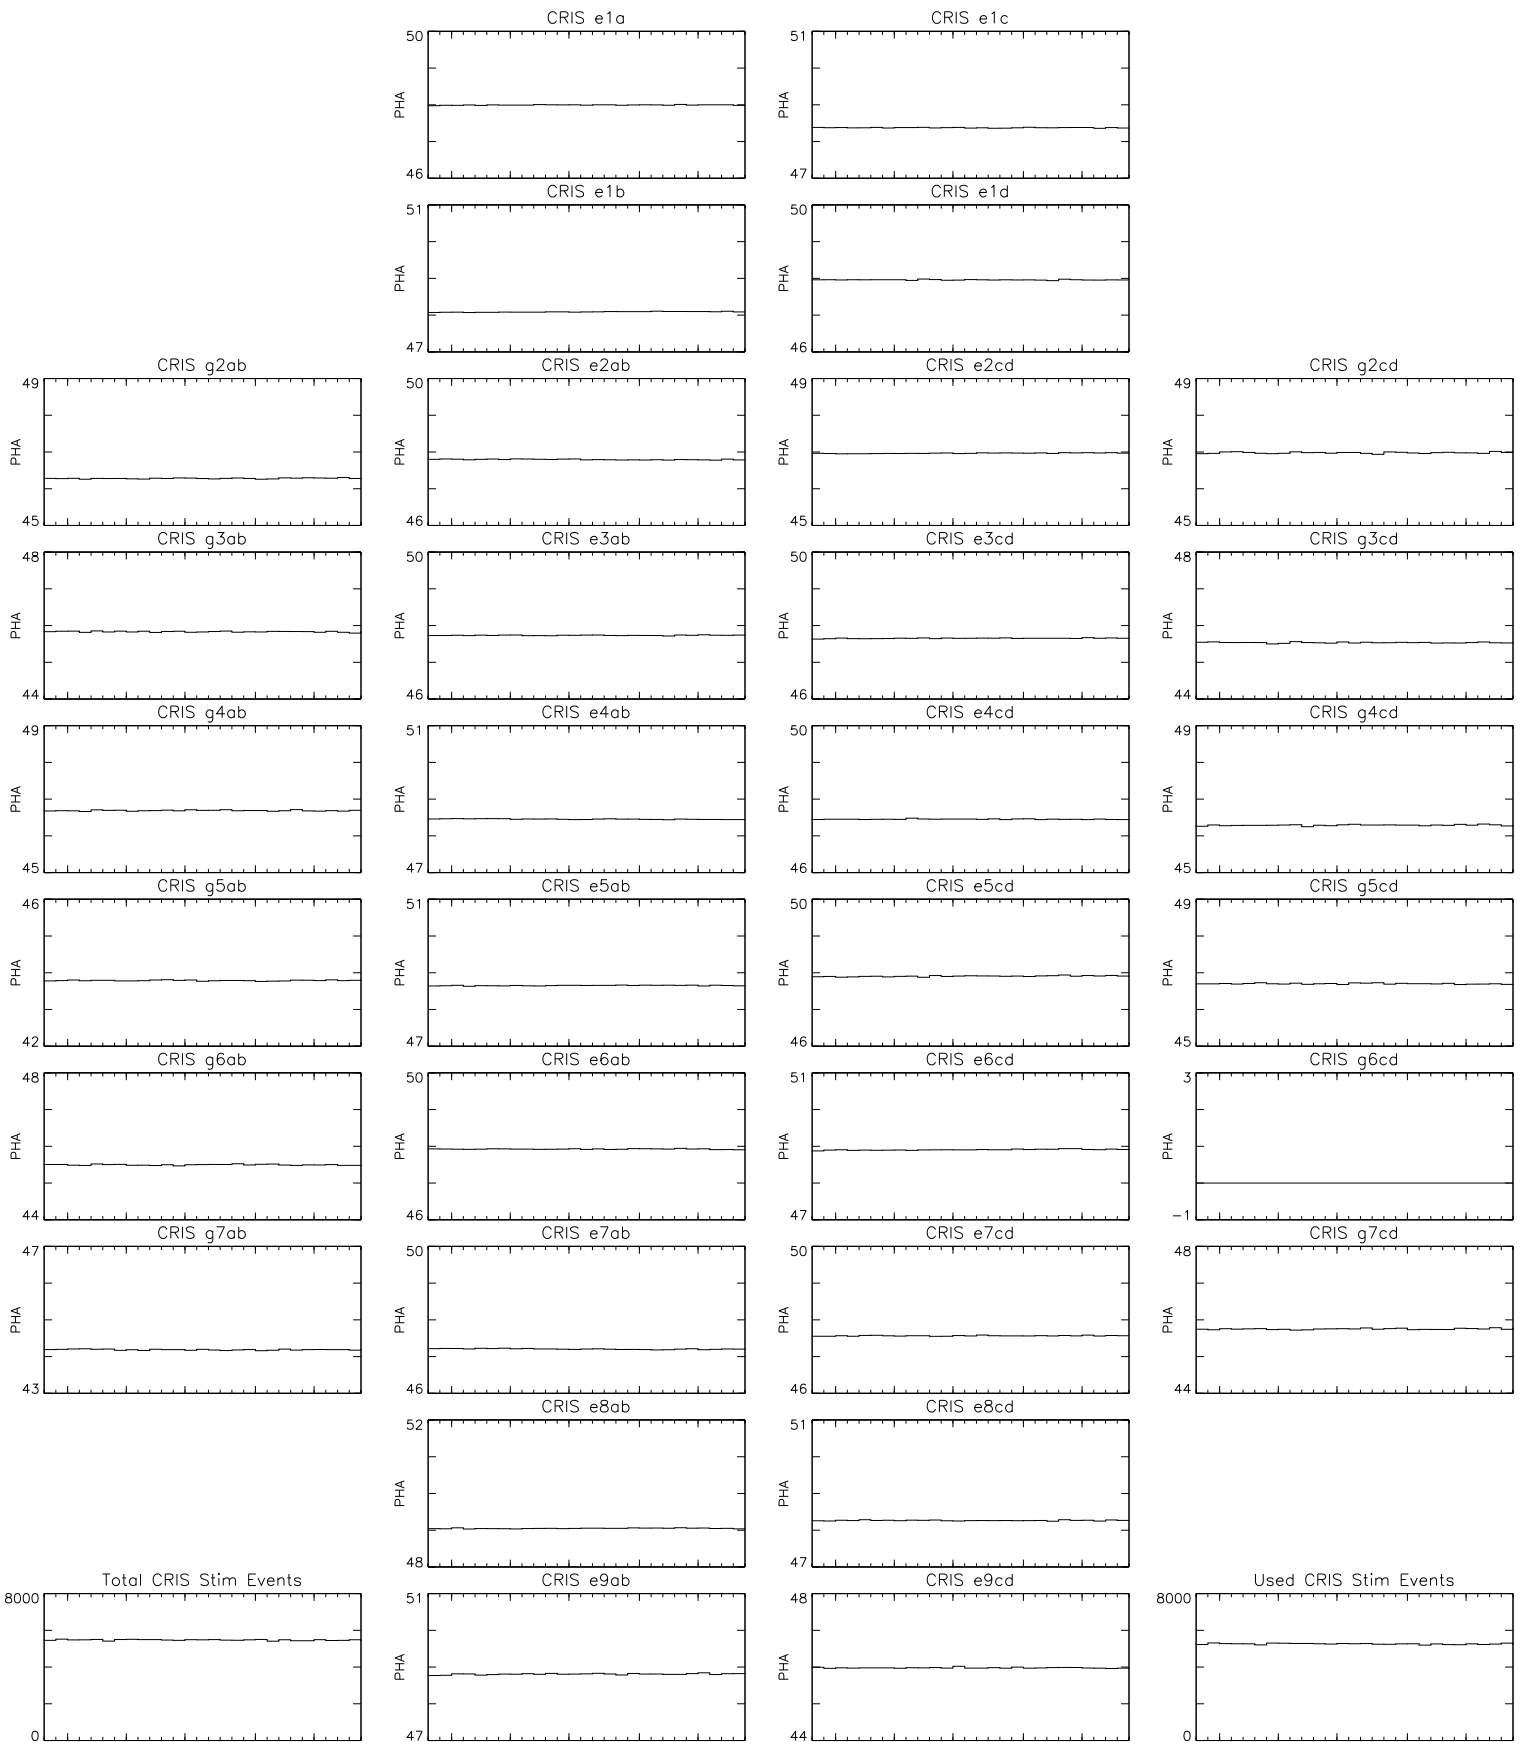 CRIS e1a
50
PHA
46
CRIS e1c
51
PHA
47
CRIS e1b
51
PHA
47
CRIS e1d
50
PHA
46
CRIS g2ab
49
PHA
45
CRIS e2ab
50
PHA
46
CRIS e2cd
49
PHA
45
CRIS g2cd
49
PHA
45
CRIS g3ab
48
PHA
44
CRIS e3ab
50
PHA
46
CRIS e3cd
50
PHA
46
CRIS g3cd
48
PHA
44
CRIS g4ab
49
PHA
45
CRIS e4ab
51
PHA
47
CRIS e4cd
50
PHA
46
CRIS g4cd
49
PHA
45
CRIS g5ab
46
PHA
42
CRIS e5ab
51
PHA
47
CRIS e5cd
50
PHA
46
CRIS g5cd
49
PHA
45
CRIS g6ab
48
PHA
44
CRIS e6ab
50
PHA
46
CRIS e6cd
51
PHA
47
CRIS g6cd
3
PHA
-1
CRIS g7ab
47
PHA
43
CRIS e7ab
50
PHA
46
CRIS e7cd
50
PHA
46
CRIS g7cd
48
PHA
44
CRIS e8ab
52
PHA
48
CRIS e8cd
51
PHA
47
Total CRIS Stim Events
8000
0
CRIS e9ab
51
PHA
47
CRIS e9cd
48
PHA
44
Used CRIS Stim Events
8000
0